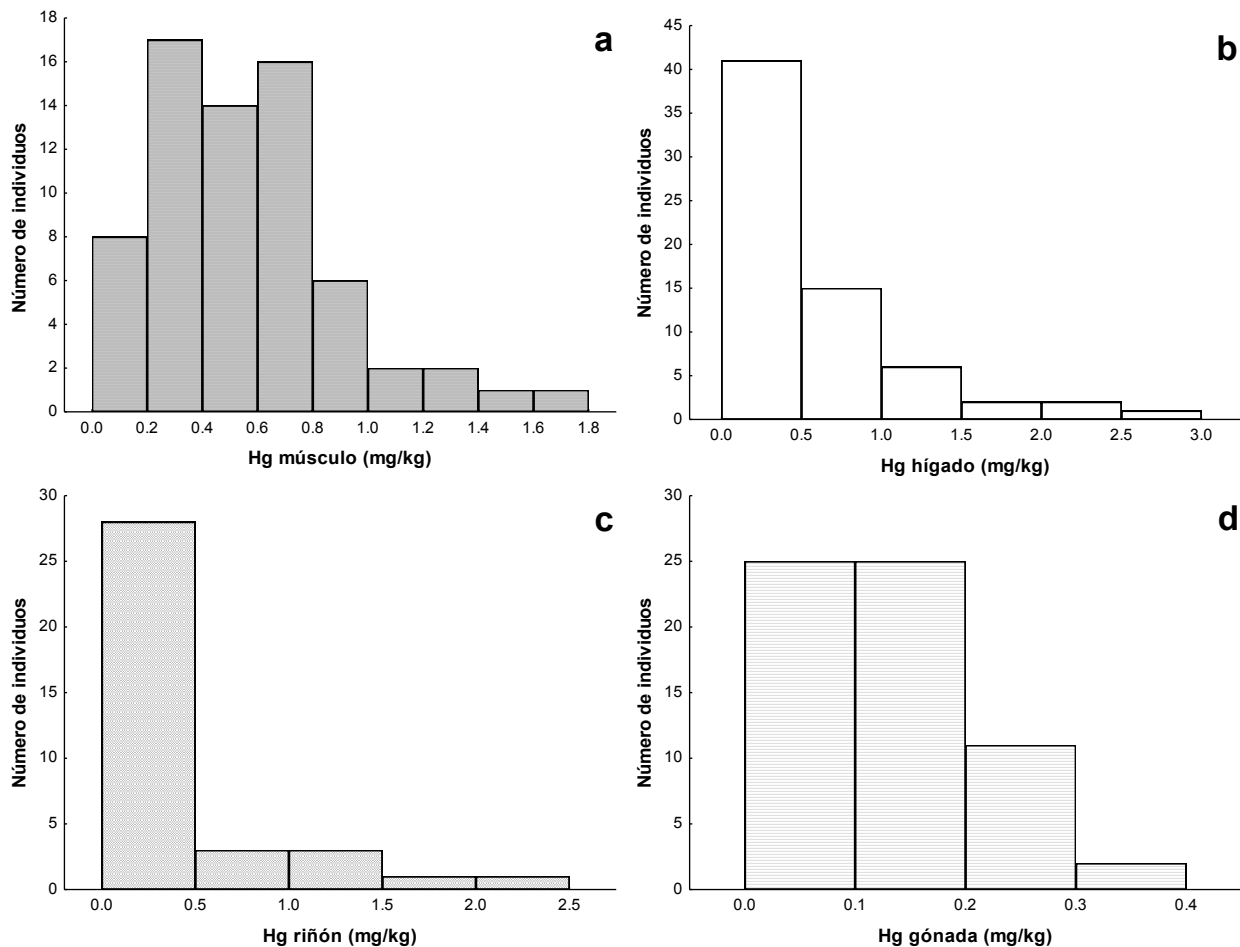 a
Número de individuos
18
16
14
12
10
8
6
4
2
0
0.0 0.2 0.4 0.6 0.8 1.0 1.2 1.4 1.6 1.8
Hg músculo (mg/kg)
b
Número de individuos
45
40
35
30
25
20
15
10
5
0
0.0 0.5 1.0 1.5 2.0 2.5 3.0
Hg hígado (mg/kg)
c
Número de individuos
30
25
20
15
10
5
0
0.0 0.5 1.0 1.5 2.0 2.5
Hg riñón (mg/kg)
d
Número de individuos
30
25
20
15
10
5
0
0.0 0.1 0.2 0.3 0.4
Hg gónada (mg/kg)